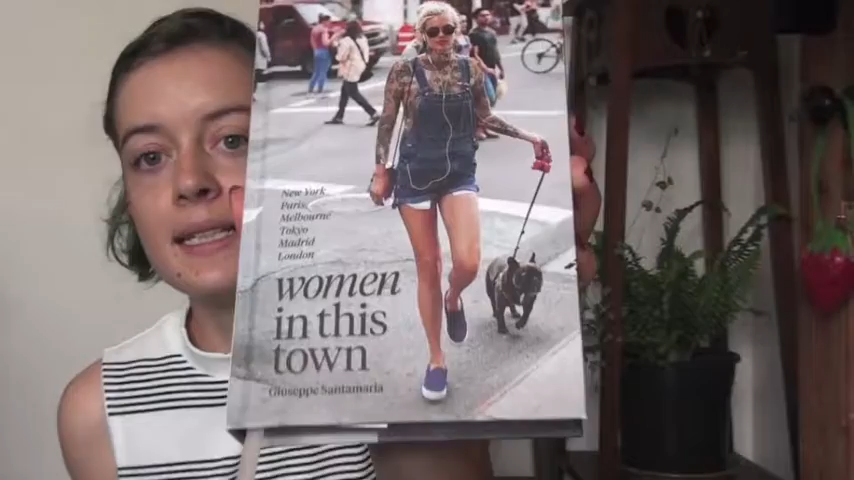 New York
Paris
Melbourne
Tokyo
Madrid
London
women
in this
town
Giuseppe Santamaria